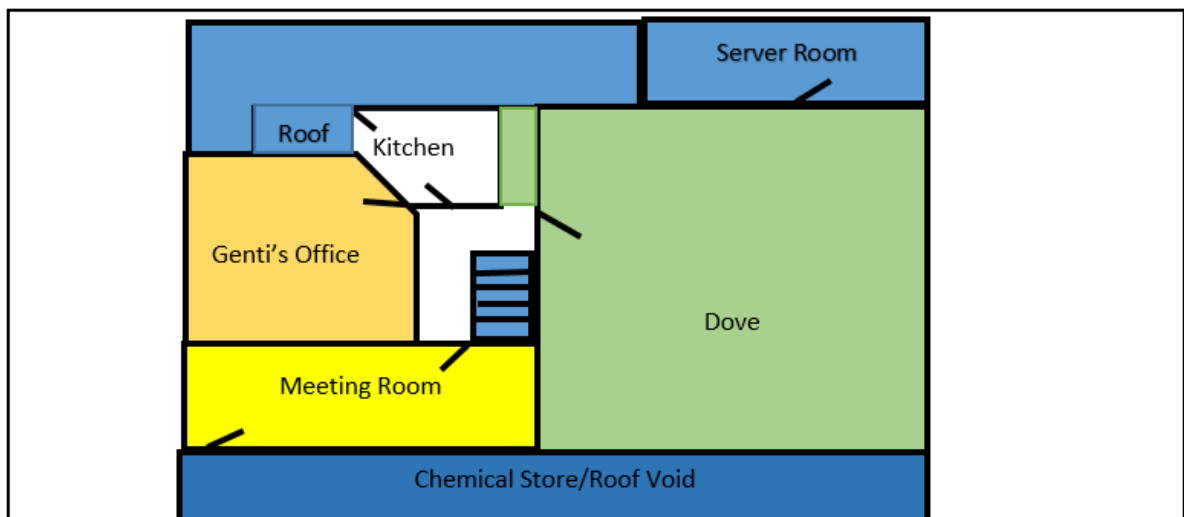 Server Room
Roof
Kitchen
Genti's Office
Dove
Meeting Room
Chemical Store/Roof Void